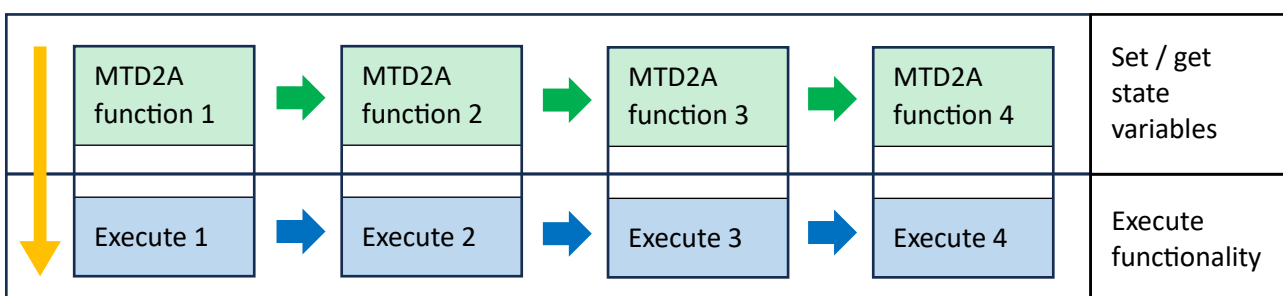 MTD2A
function 1
MTD2A
function 2
MTD2A
function 3
MTD2A
function 4
Set / get
state
variables
Execute 1
Execute 2
Execute 3
Execute 4
Execute
functionality